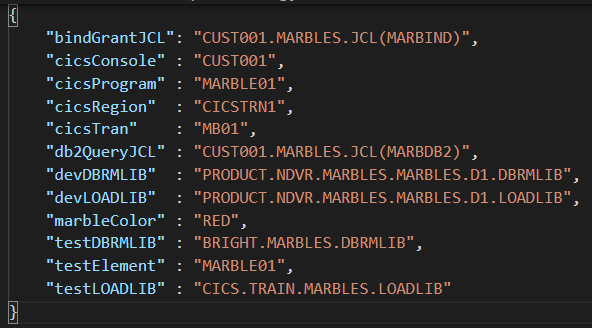 {
"bindGrantJCL": "CUST001.MARBLES.JCL(MARBIND)",
"cicsConsole" : "CUST001",
"cicsProgram" : "MARBLE01",
"cicsRegion"  : "CICSTRN1",
"cicsTran"    : "MB01",
"db2QueryJCL" : "CUST001.MARBLES.JCL(MARBDB2)",
"devDBRMLIB"  : "PRODUCT.NDVR.MARBLES.MARBLES.D1.DBRMLIB",
"devLOADLIB"  : "PRODUCT.NDVR.MARBLES.MARBLES.D1.LOADLIB",
"marbleColor" : "RED",
"testDBRMLIB" : "BRIGHT.MARBLES.DBRMLIB",
"testElement" : "MARBLE01",
"testLOADLIB" : "CICS.TRAIN.MARBLES.LOADLIB"
}